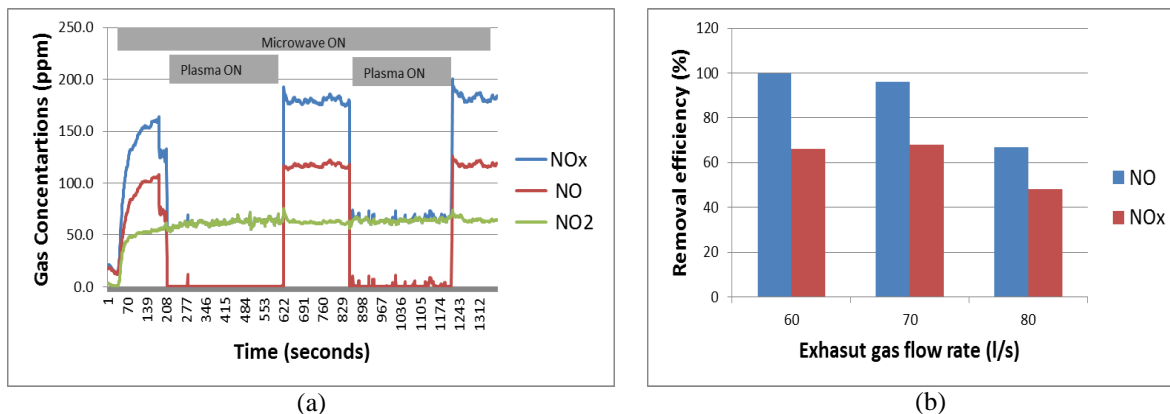 250.0
Microwave ON
200.0
Plasma ON
Plasma ON
150.0
100.0
50.0
0.0
Gas Concentartions (ppm)
NOx
NO
NO2
1
70
139
208
277
346
415
484
553
622
691
760
829
898
967
1036
1105
1174
1243
1312
Time (seconds)
(a)
120
100
80
60
40
20
0
Removal efficiency (%)
NO
NOx
60
70
80
Exhasut gas flow rate (l/s)
(b)